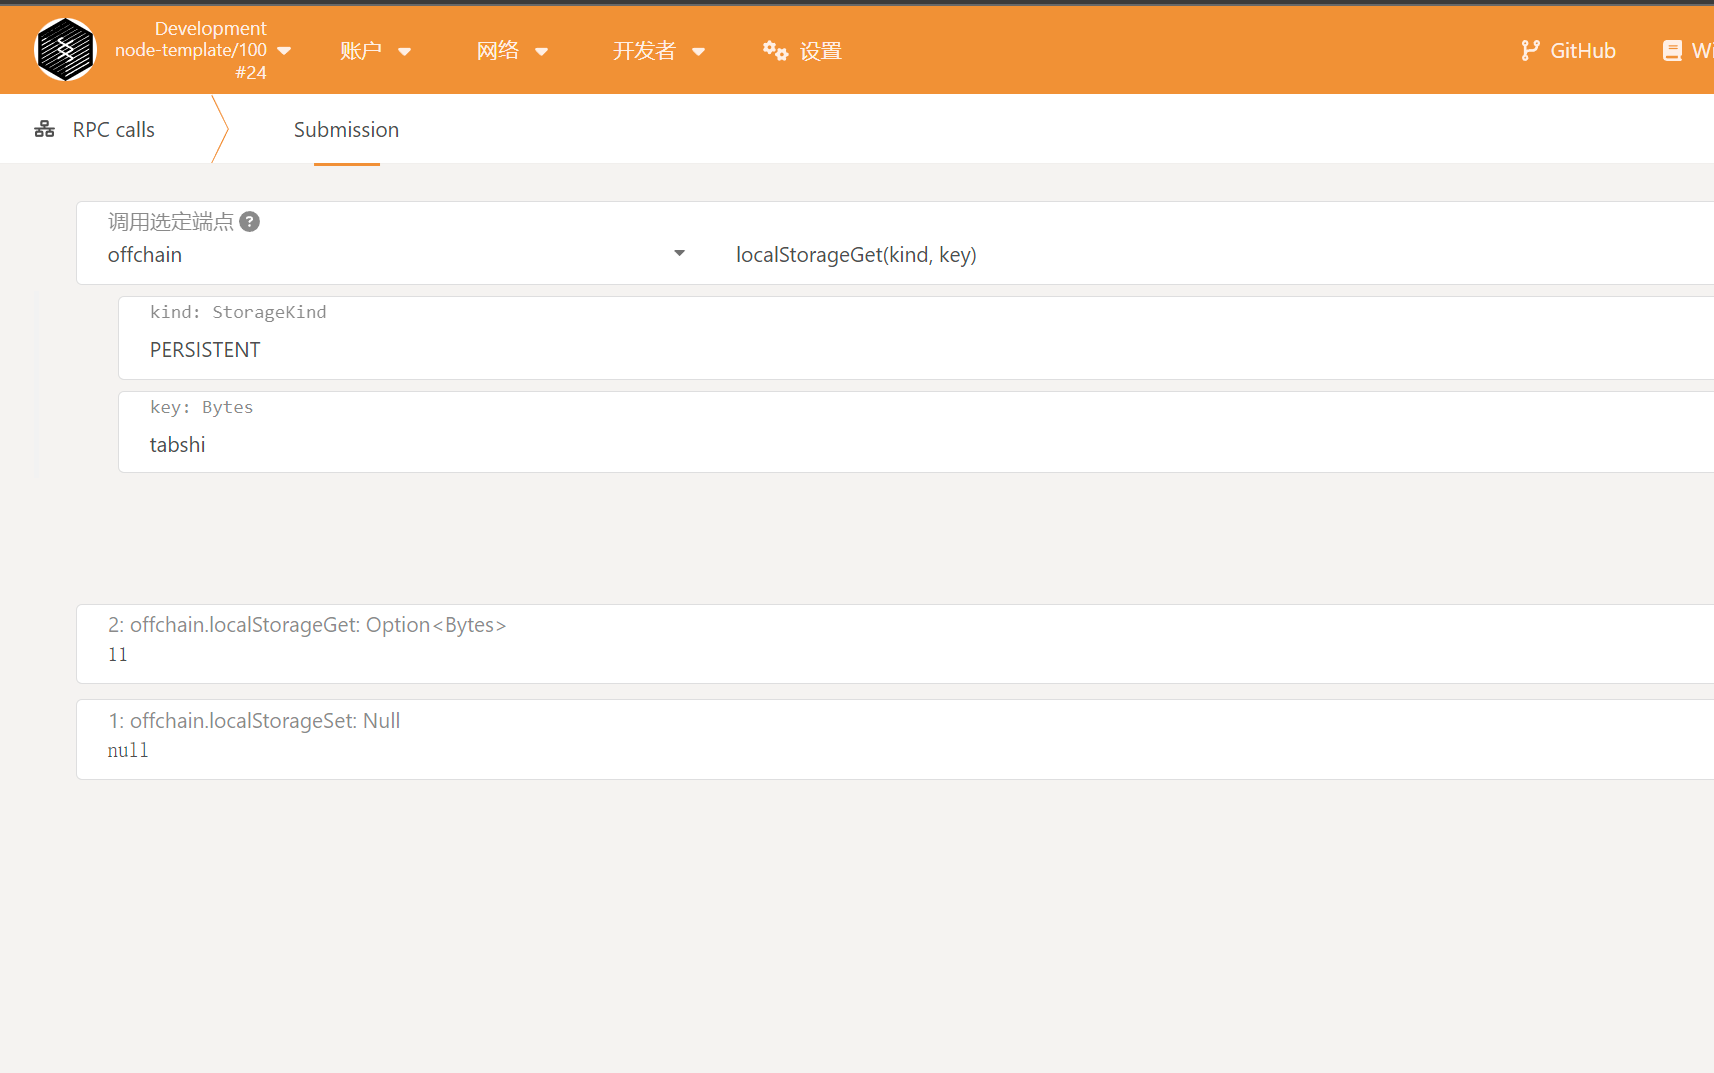 Development
node-template/100
#24
账户
网络
开发者
设置
GitHub
RPC calls
Submission
调用选定端点
offchain
localStorageGet(kind, key)
kind: StorageKind
PERSISTENT
key: Bytes
tabshi
2: offchain.localStorageGet: Option<Bytes>
11
1: offchain.localStorageSet: Null
null